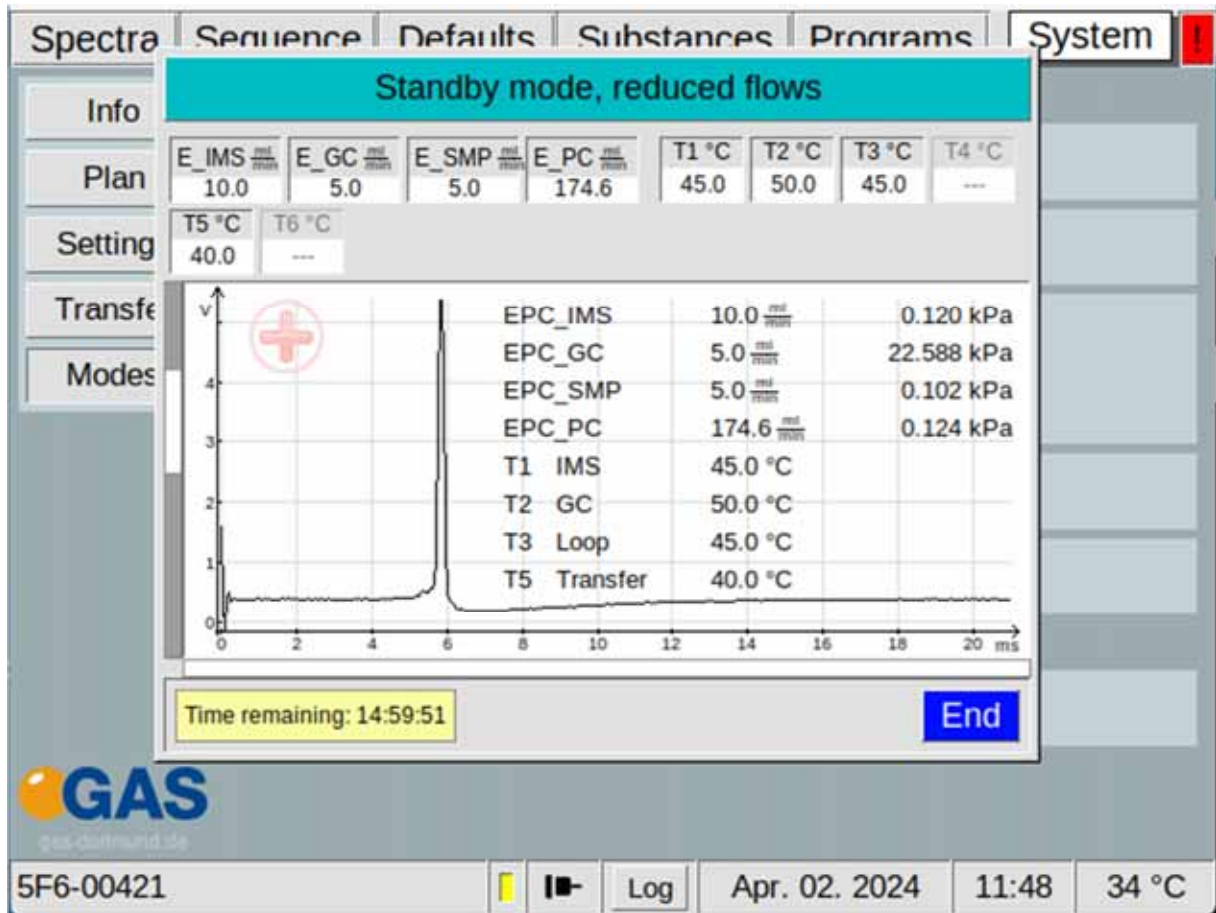 Spectra Sequence Defaults Substances Programs System !
Info
Plan
Setting
Transfe
Modes
Standby mode, reduced flows
E_IMS ml/min E_GC ml/min E_SMP ml/min E_PC ml/min T1 °C T2 °C T3 °C T4 °C
10.0 5.0 5.0 174.6 45.0 50.0 45.0 ---
T5 °C T6 °C
40.0 ---
V
4
3
2
1
0
0 2 4 6 8 10 12 14 16 18 20 ms
EPC_IMS 10.0 ml/min 0.120 kPa
EPC_GC 5.0 ml/min 22.588 kPa
EPC_SMP 5.0 ml/min 0.102 kPa
EPC_PC 174.6 ml/min 0.124 kPa
T1 IMS 45.0 °C
T2 GC 50.0 °C
T3 Loop 45.0 °C
T5 Transfer 40.0 °C
Time remaining: 14:59:51 End
GAS
gas-dortmund.de
5F6-00421 Log Apr. 02. 2024 11:48 34 °C